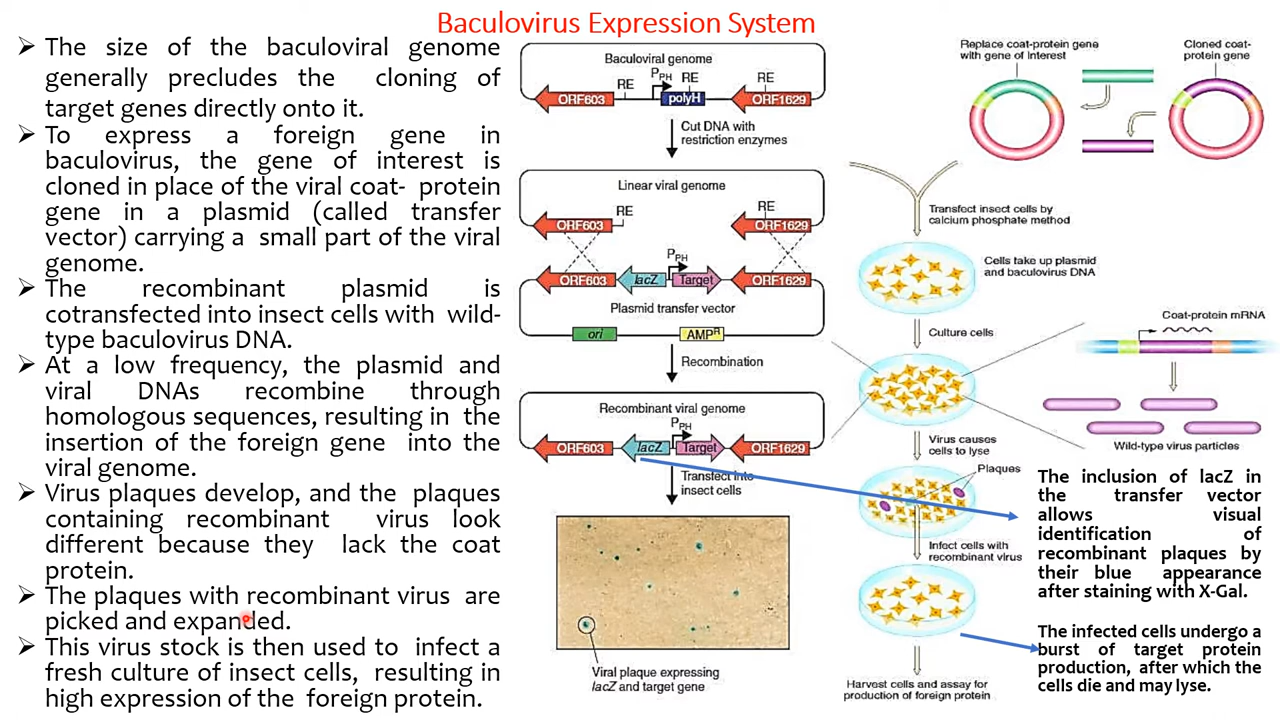 Baculovirus Expression System
➢ The size of the baculoviral genome
generally precludes the cloning of
target genes directly onto it.
➢ To express a foreign gene in
baculovirus, the gene of interest is
cloned in place of the viral coat- protein
gene in a plasmid (called transfer
vector) carrying a small part of the viral
genome.
➢ The recombinant plasmid is
cotransfected into insect cells with wild-
type baculovirus DNA.
➢ At a low frequency, the plasmid and
viral DNAs recombine through
homologous sequences, resulting in the
insertion of the foreign gene into the
viral genome.
➢ Virus plaques develop, and the plaques
containing recombinant virus look
different because they lack the coat
protein.
➢ The plaques with recombinant virus are
picked and expanded.
➢ This virus stock is then used to infect a
fresh culture of insect cells, resulting in
high expression of the foreign protein.
Baculoviral genome
PPH RE
RE
RE
ORF603
polyH
ORF1629
Cut DNA with
restriction enzymes
Linear viral genome
RE
RE
ORF603
ORF1629
PPH
ORF603
lacZ
Target
ORF1629
Plasmid transfer vector
ori
AMPR
Recombination
Recombinant viral genome
PPH
ORF603
lacZ
Target
ORF1629
Transfect into
insect cells
Viral plaque expressing
lacZ and target gene
Replace coat-protein gene
with gene of interest
Cloned coat-
protein gene
Transfect insect cells by
calcium phosphate method
Cells take up plasmid
and baculovirus DNA
Culture cells
Coat-protein mRNA
Wild-type virus particles
Virus causes
cells to lyse
Plaques
Infect cells with
recombinant virus
Harvest cells and assay for
production of foreign protein
The inclusion of lacZ in
the transfer vector
allows visual
identification of
recombinant plaques by
their blue appearance
after staining with X-Gal.
The infected cells undergo a
burst of target protein
production, after which the
cells die and may lyse.